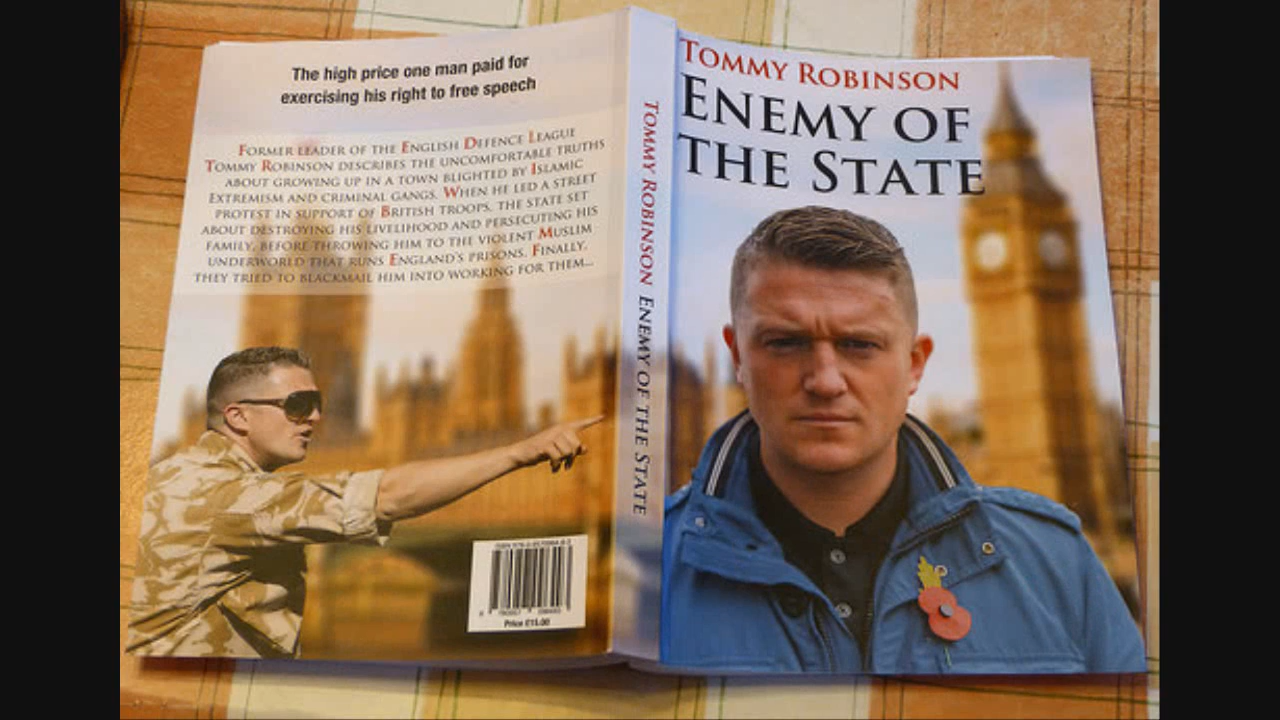 The high price one man paid for
exercising his right to free speech
Former leader of the English Defence League
Tommy Robinson describes the uncomfortable truths
about growing up in a town blighted by Islamic
Extremism and criminal gangs. When he led a street
protest in support of British troops, the state set
about destroying his livelihood and persecuting his
family, before throwing him to the violent Muslim
underworld that runs England's prisons. Finally,
they tried to blackmail him into working for them...
Price £15.00
Tommy Robinson Enemy of the State
Tommy Robinson
Enemy of
the State